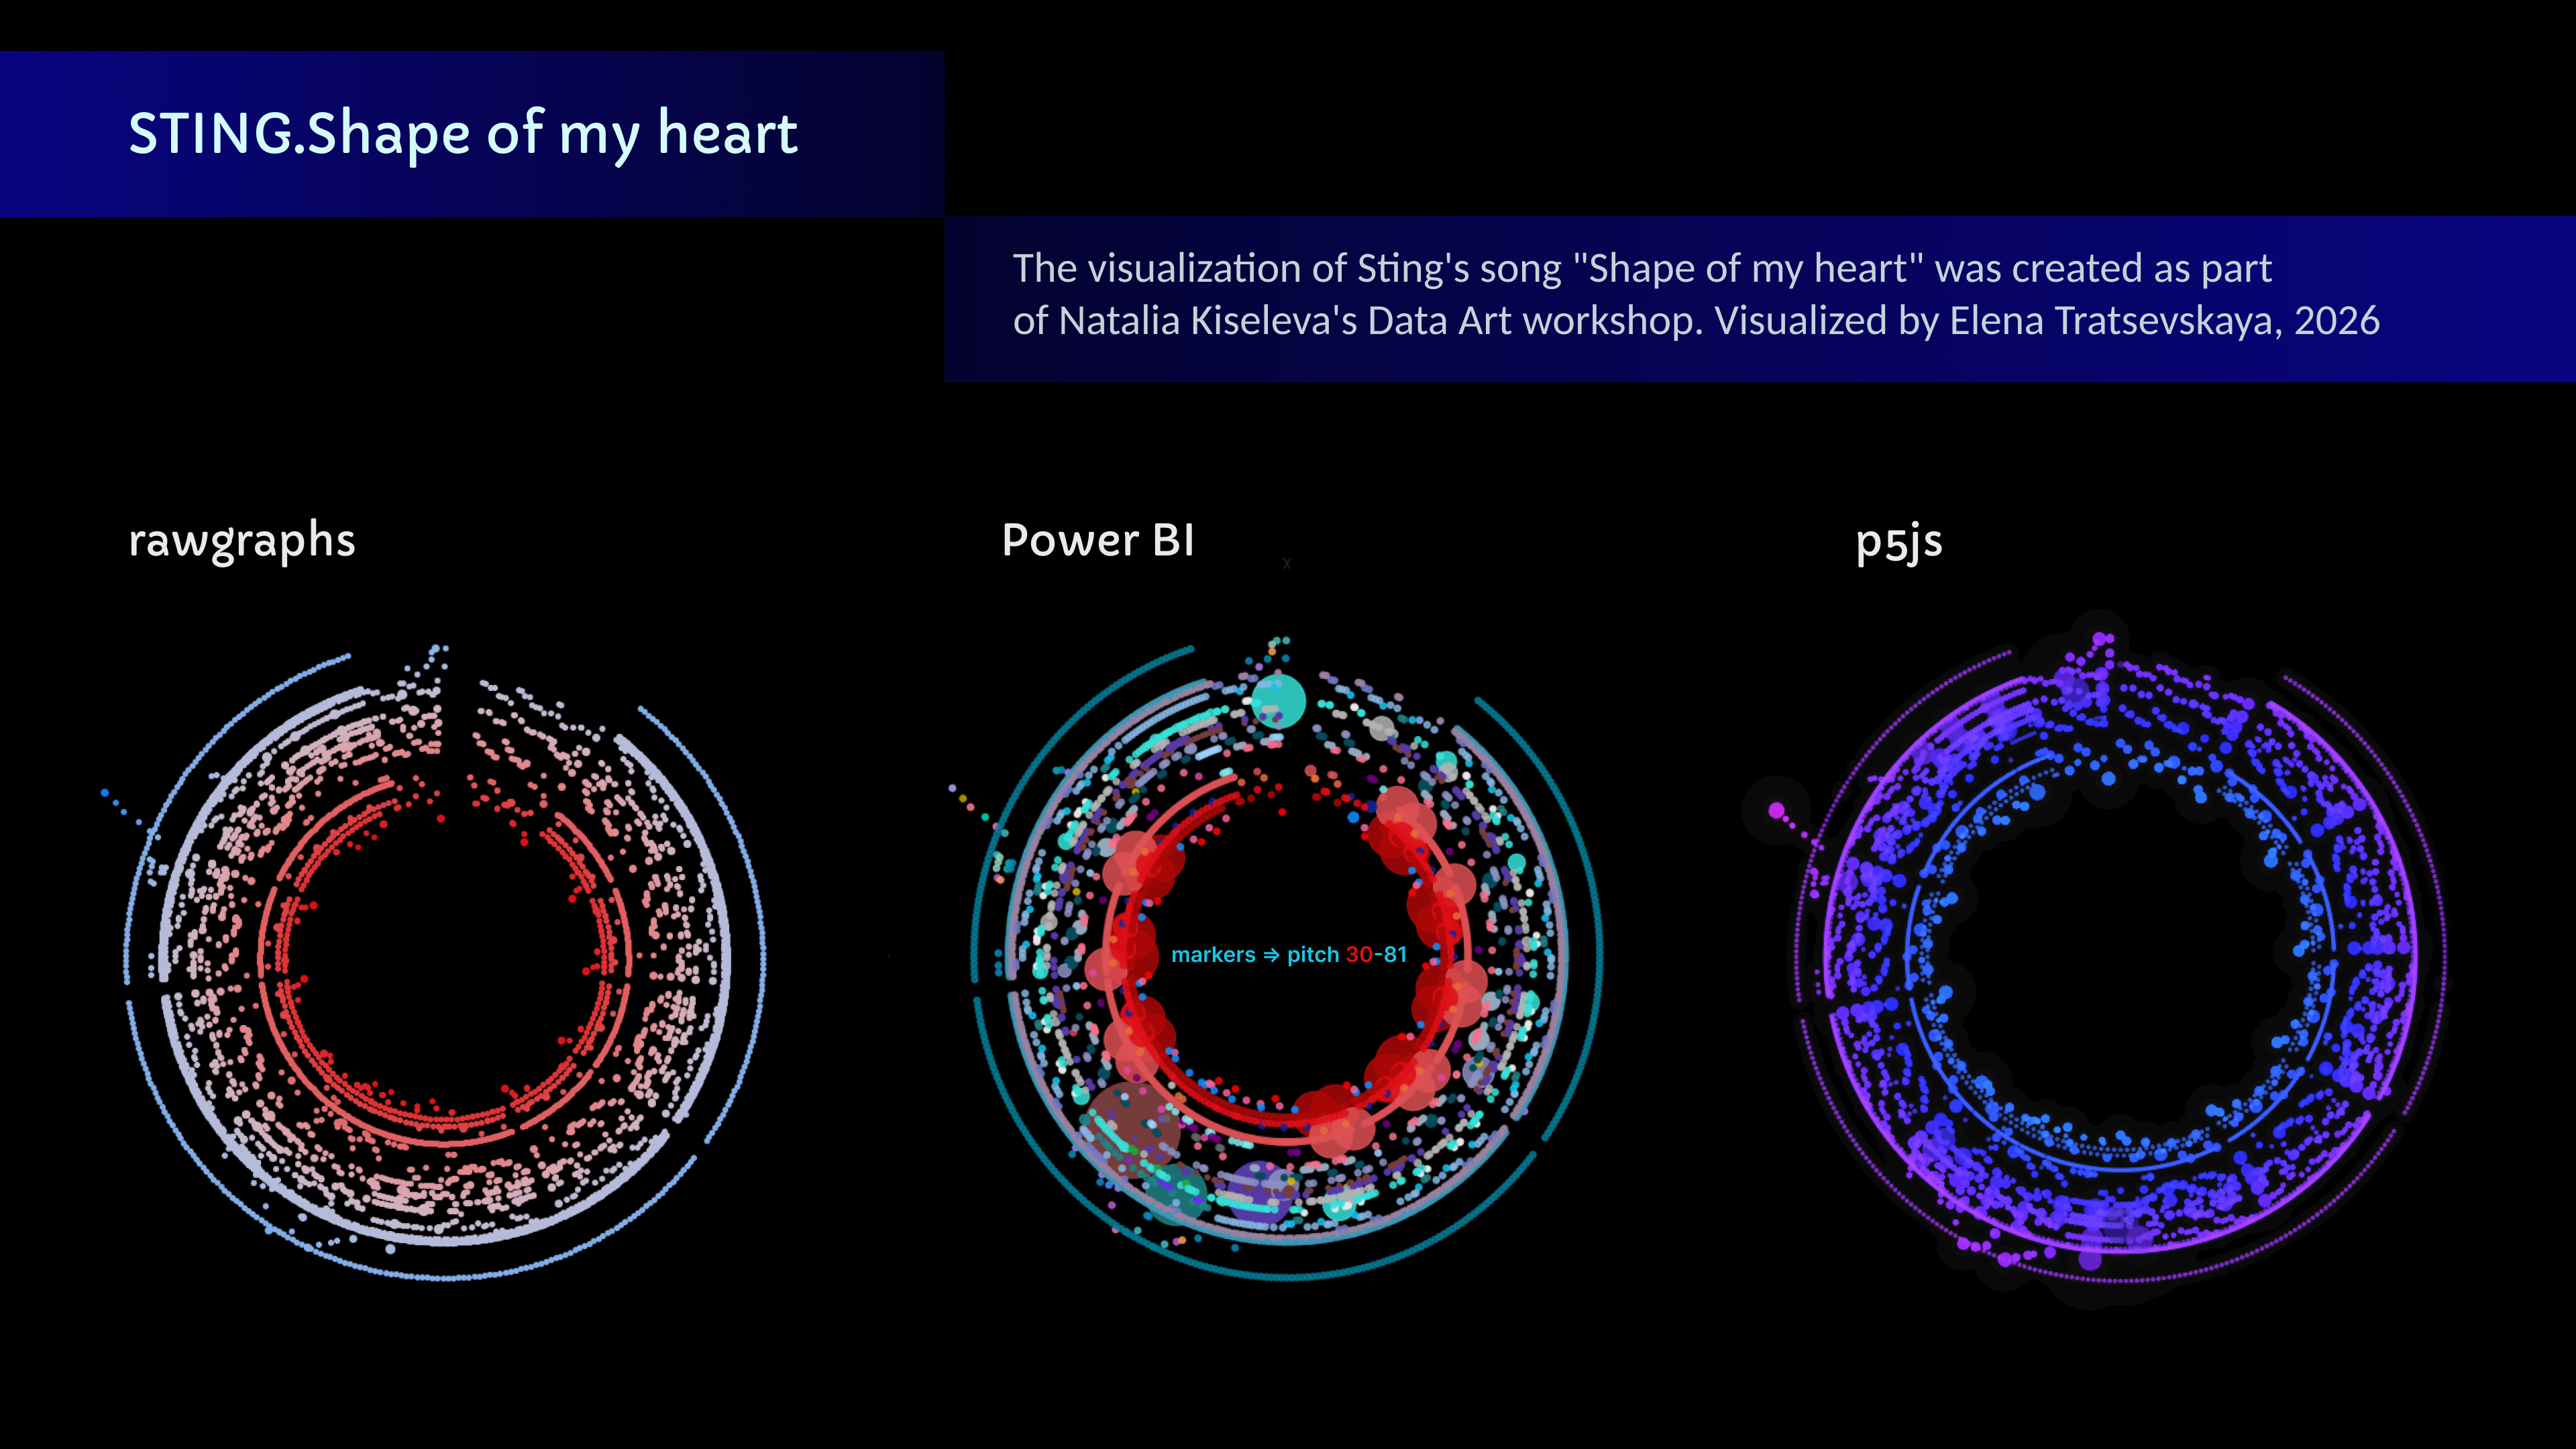 STING.Shape of my heart
The visualization of Sting's song "Shape of my heart" was created as part
of Natalia Kiseleva's Data Art workshop. Visualized by Elena Tratsevskaya, 2026
rawgraphs
Power BI
p5js
x
markers ⇒ pitch 30-81